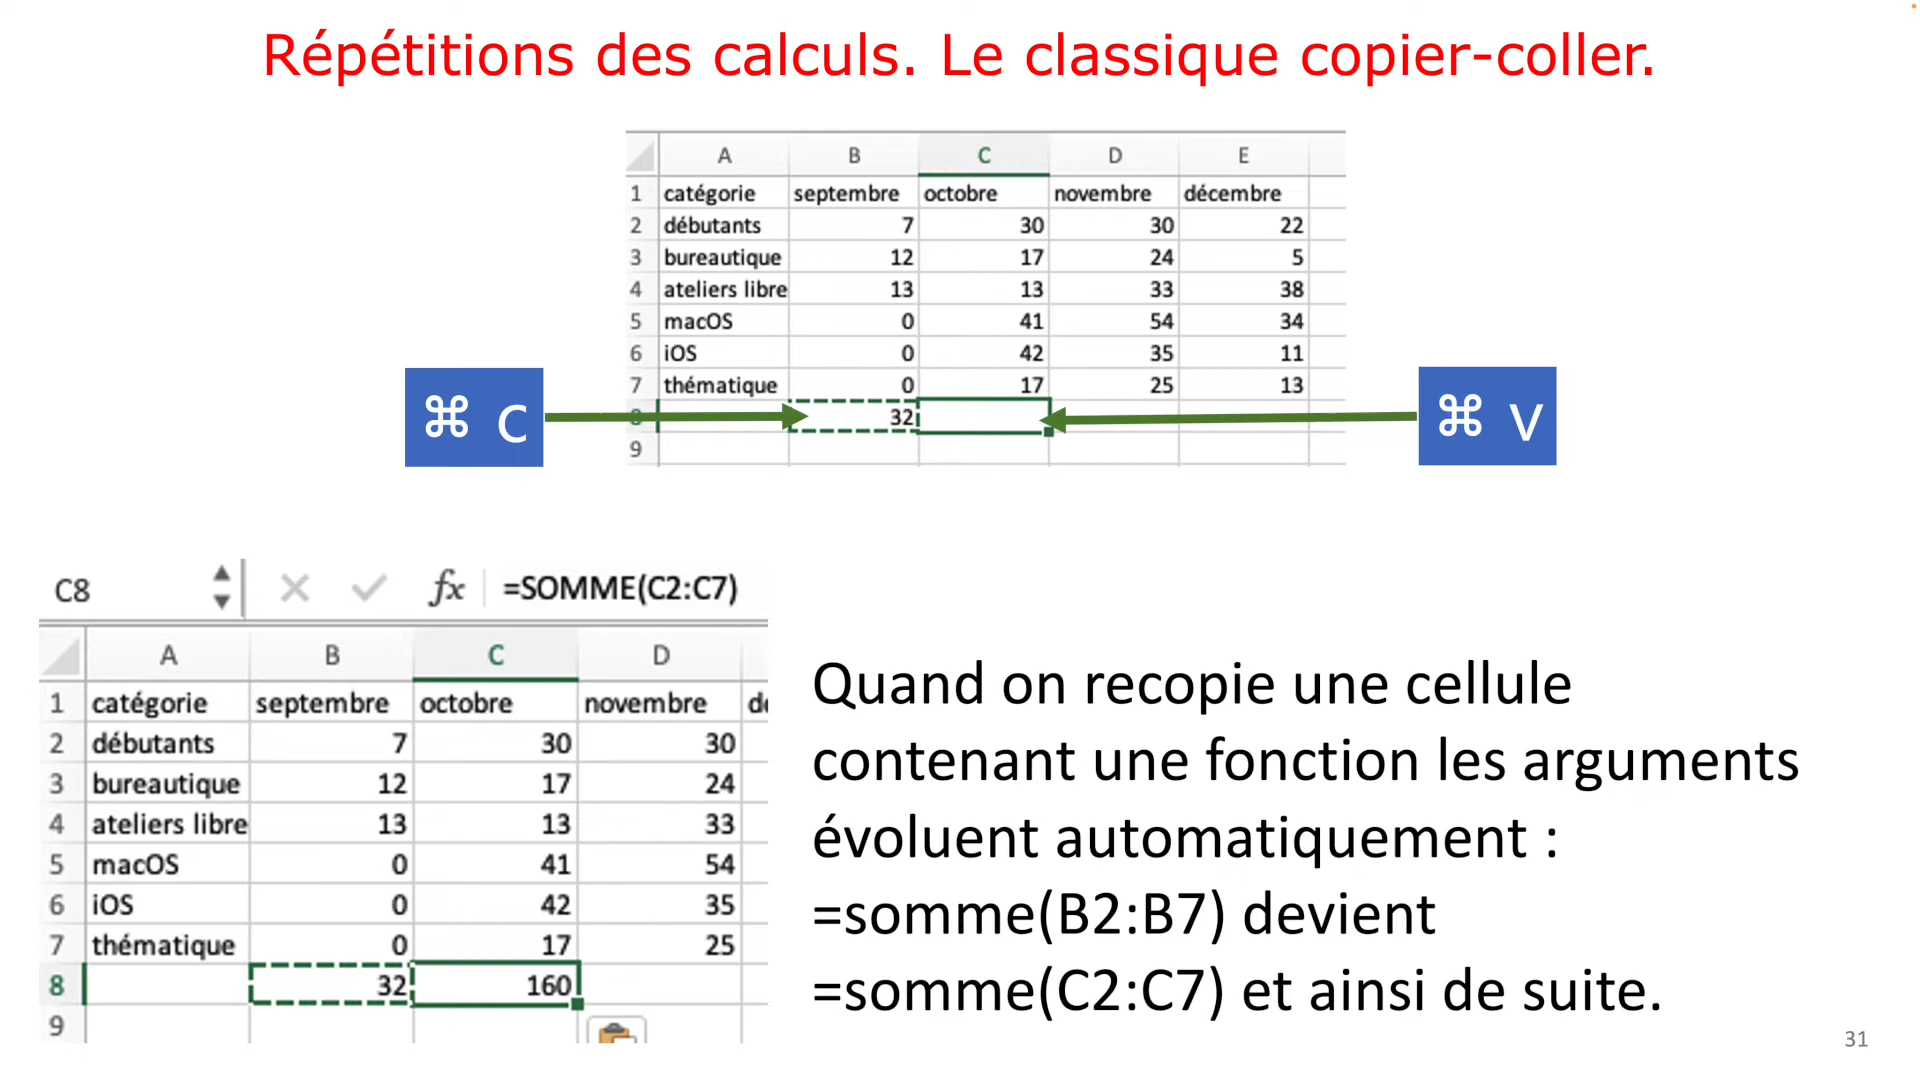 Répétitions des calculs. Le classique copier-coller.
A B C D E
1 catégorie septembre octobre novembre décembre
2 débutants 7 30 30 22
3 bureautique 12 17 24 5
4 ateliers libre 13 13 33 38
5 macOS 0 41 54 34
6 iOS 0 42 35 11
7 thématique 0 17 25 13
⌘ C
8 32
⌘ V
9
C8 fx =SOMME(C2:C7)
A B C D
1 catégorie septembre octobre novembre
2 débutants 7 30 30
3 bureautique 12 17 24
4 ateliers libre 13 13 33
5 macOS 0 41 54
6 iOS 0 42 35
7 thématique 0 17 25
8 32 160
9
Quand on recopie une cellule
contenant une fonction les arguments
évoluent automatiquement :
=somme(B2:B7) devient
=somme(C2:C7) et ainsi de suite.
31